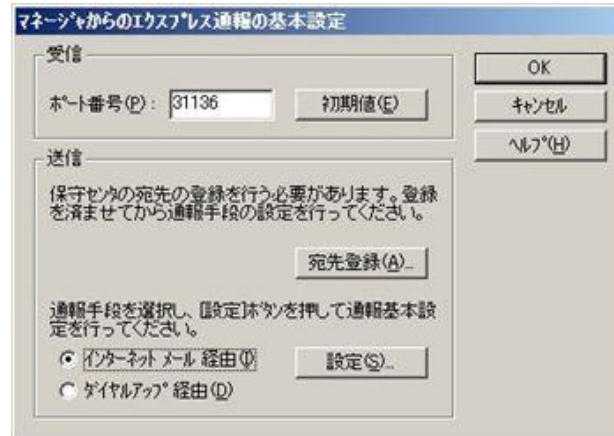 マネージャからのエクスプレス通報の基本設定
受信
ポート番号(P):
31136
初期値(E)
OK
キャンセル
ヘルプ(H)
送信
保守センタの宛先の登録を行う必要があります。登録
を済ませてから通報手段の設定を行ってください。
宛先登録(A)...
通報手段を選択し、[設定]ボタンを押して通報基本設
定を行ってください。
インターネット メール 経由(I)
設定(S)...
ダイヤルアップ 経由(D)